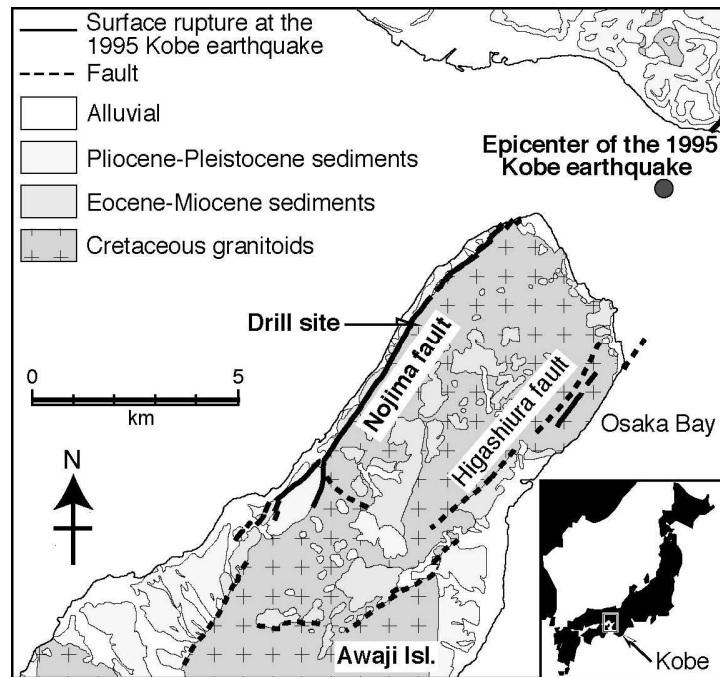 Surface rupture at the
1995 Kobe earthquake
Fault
Alluvial
Pliocene-Pleistocene sediments
Eocene-Miocene sediments
Cretaceous granitoids
Epicenter of the 1995
Kobe earthquake
Drill site
Nojima fault
Higashiura fault
0
5
km
Osaka Bay
N
Awaji Isl.
Kobe